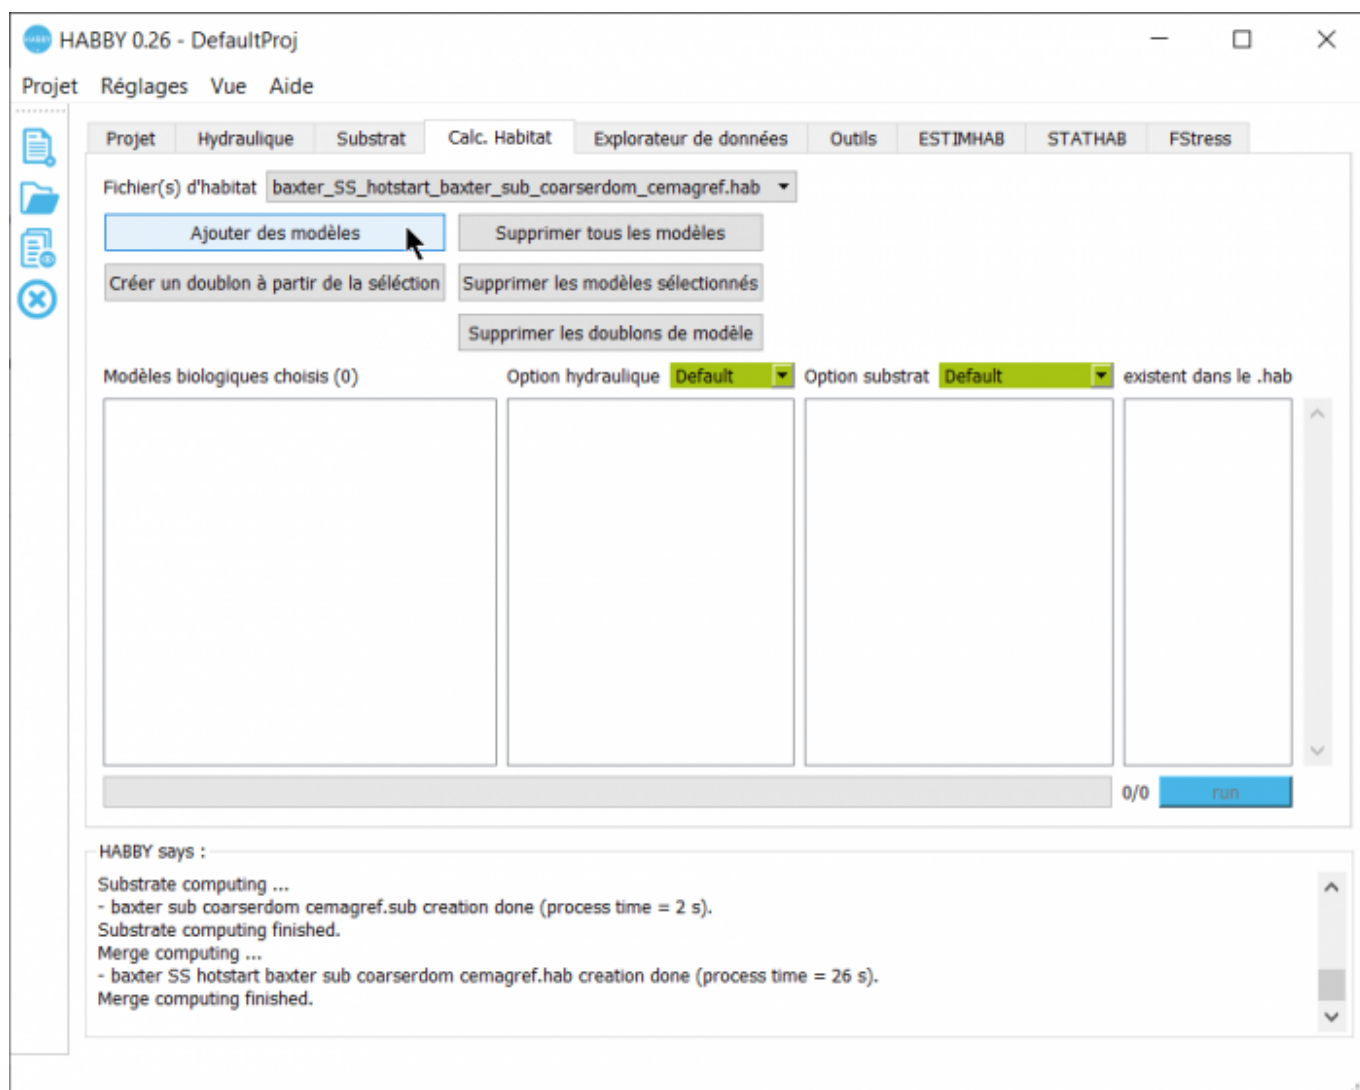 HABBY 0.26 - DefaultProj
Projet Réglages Vue Aide
Projet Hydraulique Substrat Calc. Habitat Explorateur de données Outils ESTIMHAB STATHAB FStress
Fichier(s) d'habitat baxter_SS_hotstart_baxter_sub_coarserdom_cemagref.hab
Ajouter des modèles Supprimer tous les modèles
Créer un doublon à partir de la séléction Supprimer les modèles sélectionnés
Supprimer les doublons de modèle
Modèles biologiques choisis (0) Option hydraulique Default Option substrat Default existent dans le .hab
0/0 run
HABBY says :
Substrate computing ...
- baxter sub coarserdom cemagref.sub creation done (process time = 2 s).
Substrate computing finished.
Merge computing ...
- baxter SS hotstart baxter sub coarserdom cemagref.hab creation done (process time = 26 s).
Merge computing finished.